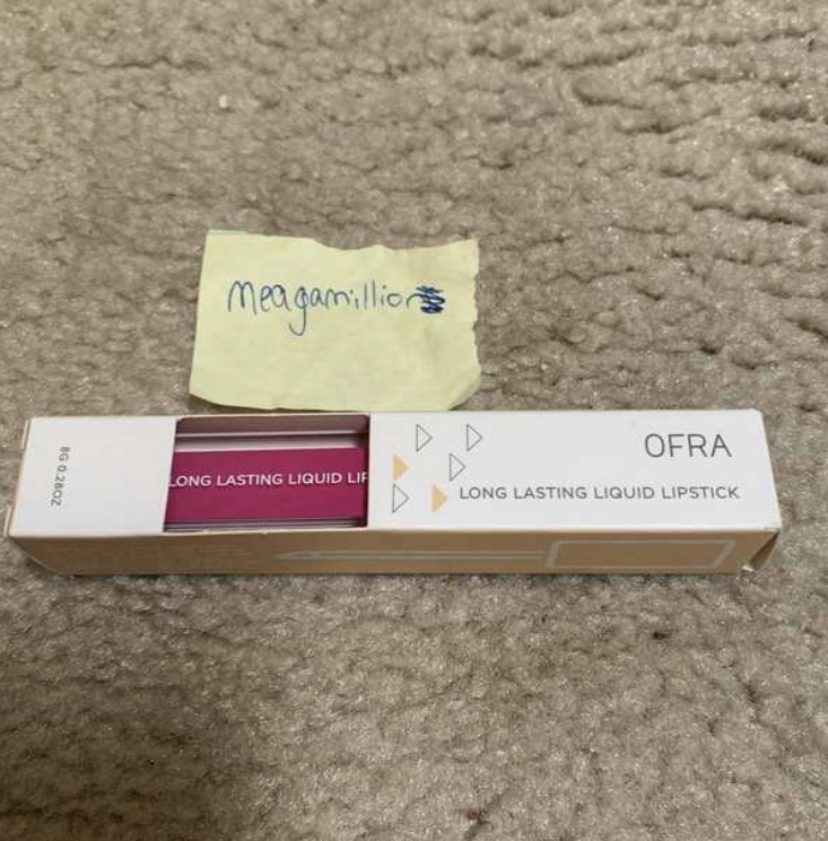 Meagamillion
8G 0.28OZ
LONG LASTING LIQUID LIP
OFRA
LONG LASTING LIQUID LIPSTICK